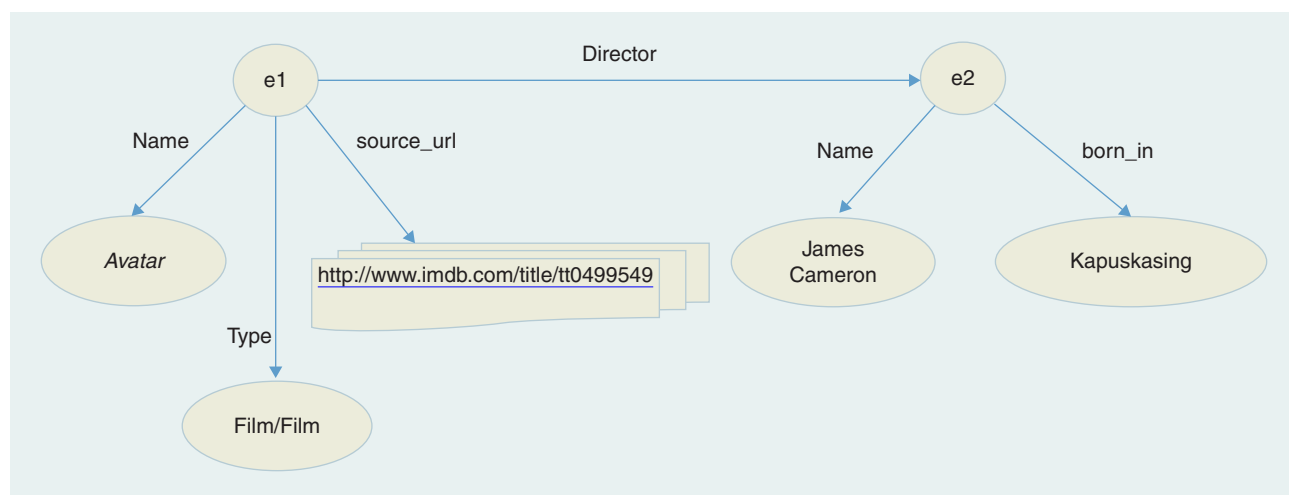 Director
e1
e2
Name
source_url
Name
born_in
Avatar
http://www.imdb.com/title/tt0499549
James
Cameron
Kapuskasing
Type
Film/Film